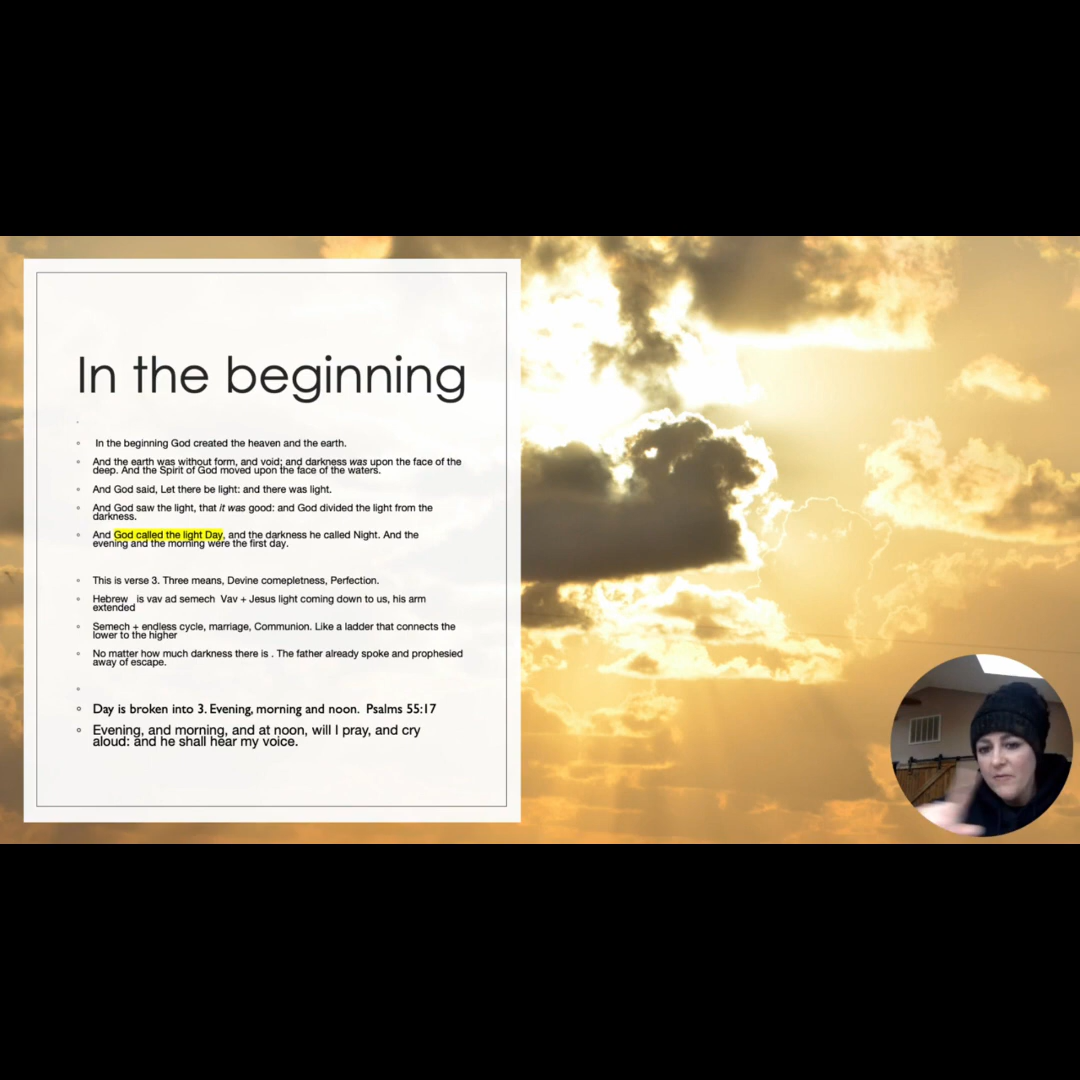 In the beginning
In the beginning God created the heaven and the earth.
And the earth was without form, and void; and darkness was upon the face of the
deep. And the Spirit of God moved upon the face of the waters.
And God said, Let there be light: and there was light.
And God saw the light, that it was good: and God divided the light from the
darkness.
And God called the light Day, and the darkness he called Night. And the
evening and the morning were the first day.
This is verse 3. Three means, Devine comepletness, Perfection.
Hebrew is vav ad semech Vav + Jesus light coming down to us, his arm
extended
Semech + endless cycle, marriage, Communion. Like a ladder that connects the
lower to the higher
No matter how much darkness there is . The father already spoke and prophesied
away of escape.
Day is broken into 3. Evening, morning and noon. Psalms 55:17
Evening, and morning, and at noon, will I pray, and cry
aloud: and he shall hear my voice.